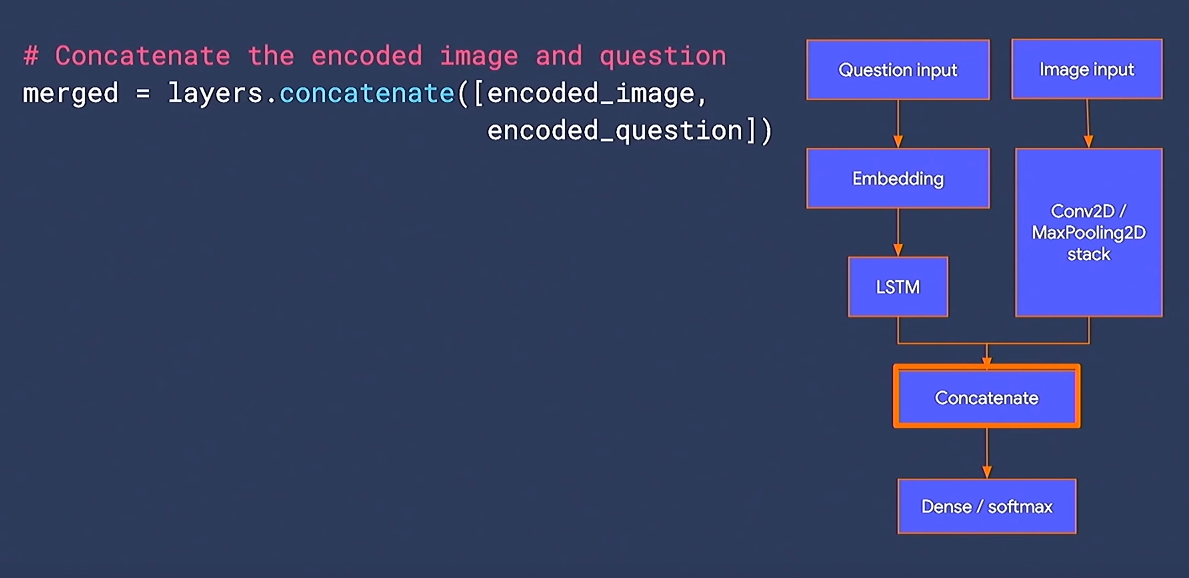 # Concatenate the encoded image and question
merged = layers.concatenate([encoded_image,
encoded_question])
Question input
Image input
Embedding
Conv2D /
MaxPooling2D
stack
LSTM
Concatenate
Dense / softmax